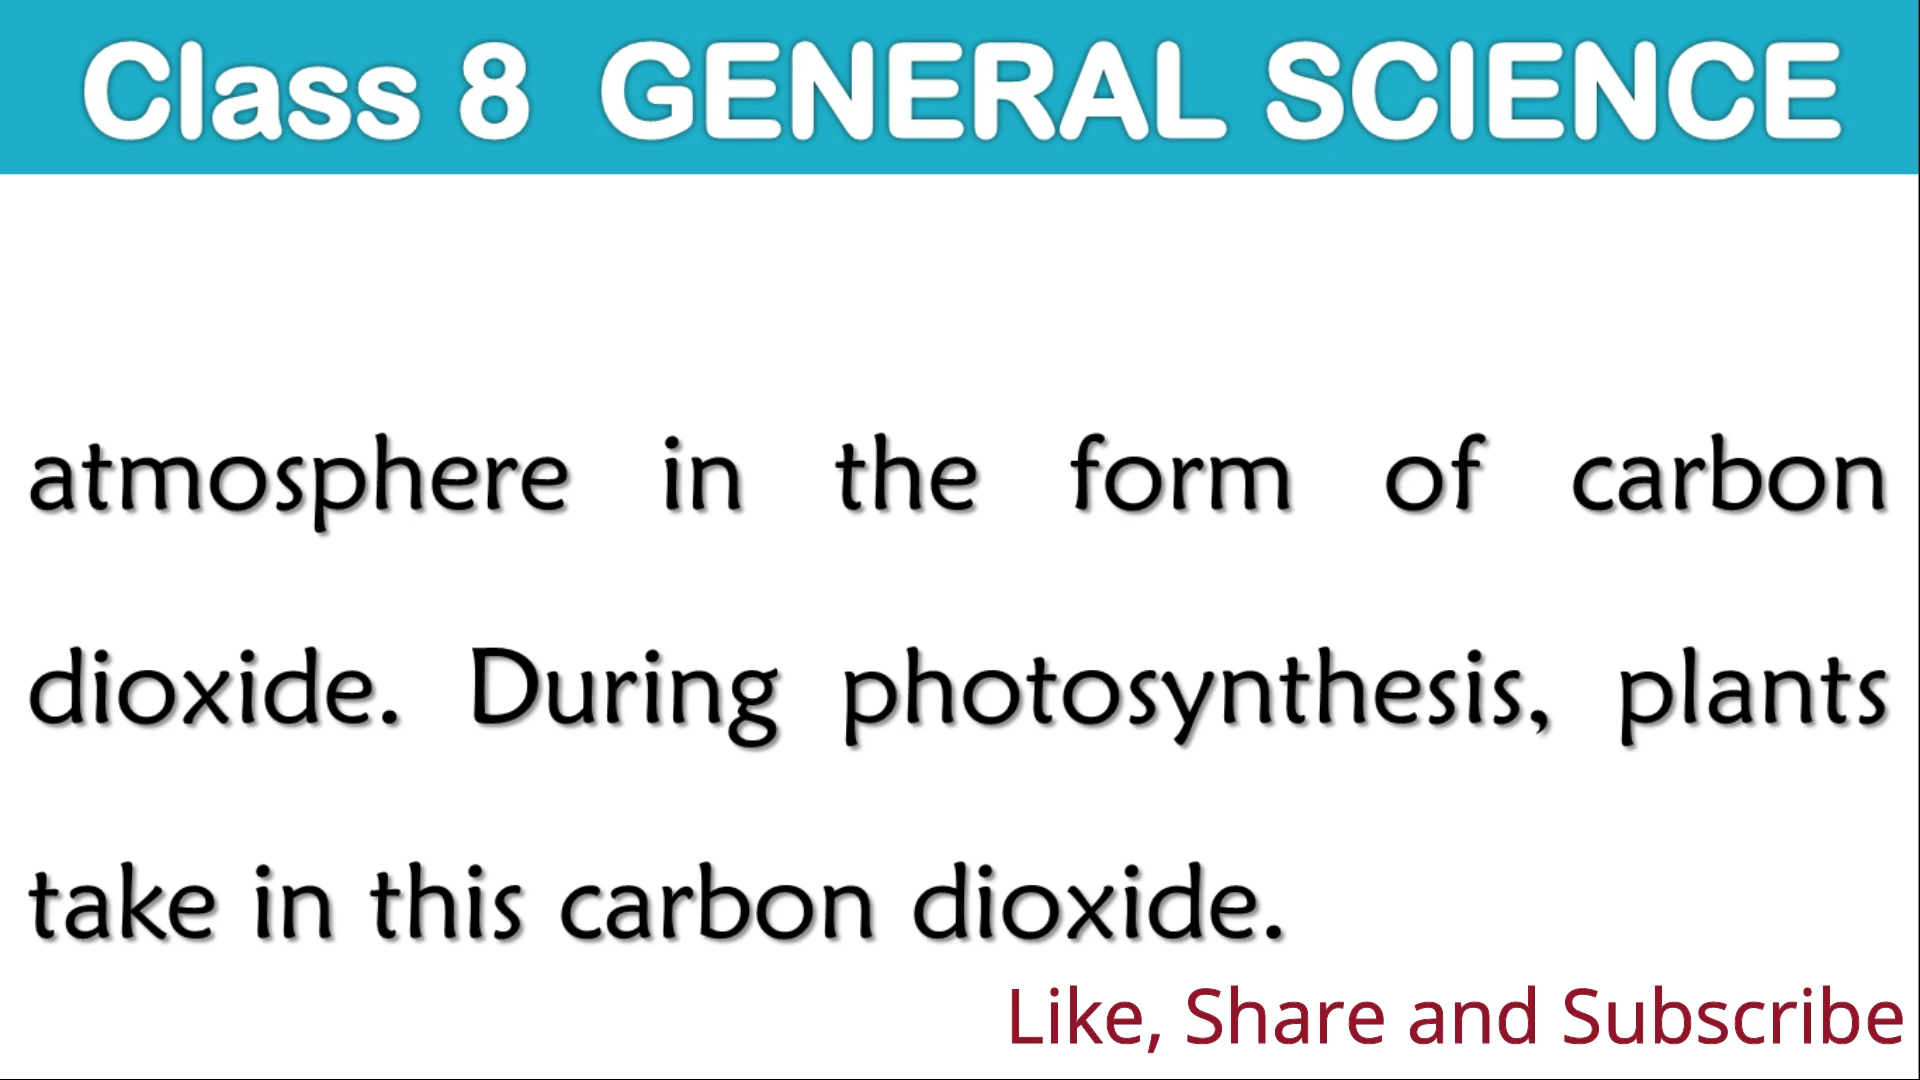 Class 8 GENERAL SCIENCE
atmosphere in the form of carbon
dioxide. During photosynthesis, plants
take in this carbon dioxide.
Like, Share and Subscribe